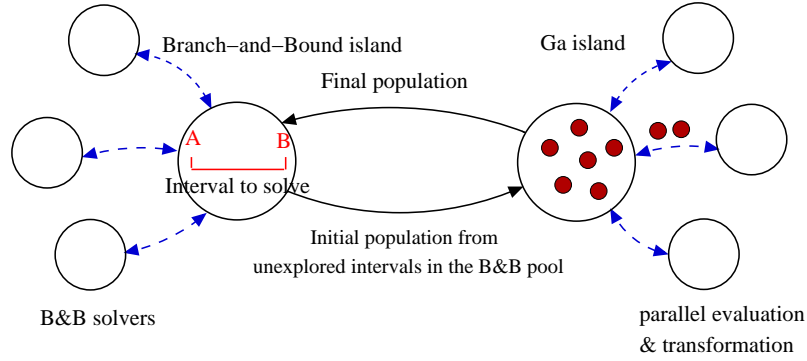 Branch–and–Bound island
Ga island
Final population
A
B
Interval to solve
Initial population from
unexplored intervals in the B&B pool
B&B solvers
parallel evaluation
& transformation